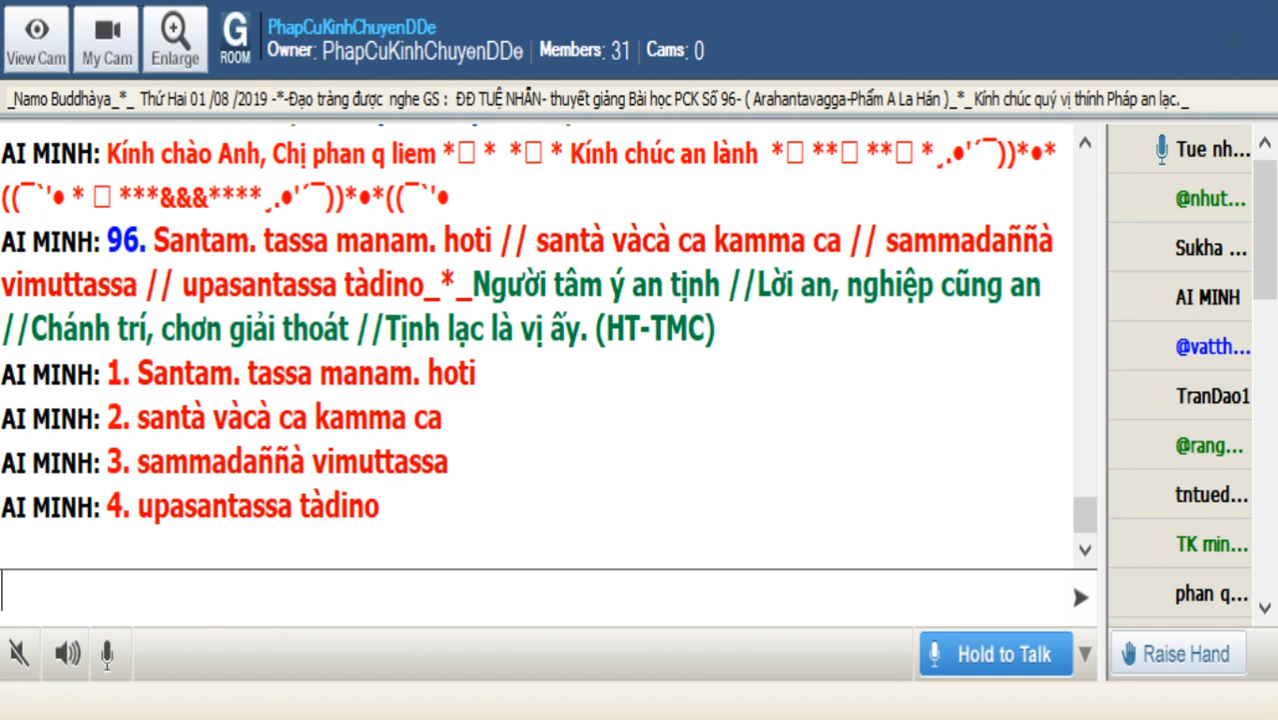 PhapCuKinhChuyenDDe
Owner: PhapCuKinhChuyenDDe | Members: 31 | Cams: 0
View Cam
My Cam
Enlarge
G
ROOM
_Namo Buddhàya_*_ Thứ Hai 01 /08 /2019 -*-Đạo tràng được nghe GS : ĐĐ TUỆ NHẪN- thuyết giảng Bài học PCK Số 96- ( Arahantavagga-Phẩm A La Hán )_*_ Kính chúc quý vị thính Pháp an lạc._
AI MINH: Kính chào Anh, Chị phan q liem *□ * *□ * Kính chúc an lành *□ **□ **□ *¸.•'´¯))*•*
((¯`'• * □ ***&&&****¸.•'´¯))*•*((¯`'•
AI MINH: 96. Santam. tassa manam. hoti // santà vàcà ca kamma ca // sammadaññà
vimuttassa // upasantassa tàdino_*_Người tâm ý an tịnh //Lời an, nghiệp cũng an
//Chánh trí, chơn giải thoát //Tịnh lạc là vị ấy. (HT-TMC)
AI MINH: 1. Santam. tassa manam. hoti
AI MINH: 2. santà vàcà ca kamma ca
AI MINH: 3. sammadaññà vimuttassa
AI MINH: 4. upasantassa tàdino
Tue nh...
@nhut...
Sukha ...
AI MINH
@vatth...
TranDao1
@rang...
tntued...
TK min...
phan q...
Hold to Talk
Raise Hand